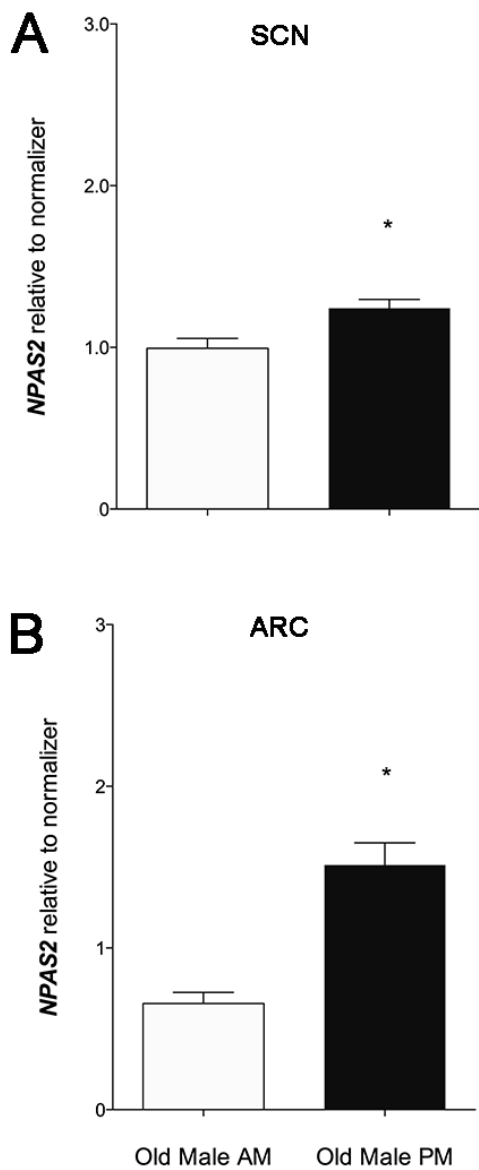 A
SCN
3.0
2.0
1.0
0
NPAS2 relative to normalizer
*
B
ARC
3
2
1
0
NPAS2 relative to normalizer
*
Old Male AM
Old Male PM